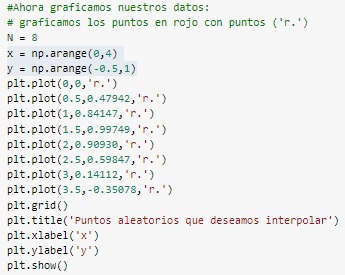 #Ahora graficamos nuestros datos:
# graficamos los puntos en rojo con puntos ('r.')
N = 8
x = np.arange(0,4)
y = np.arange(-0.5,1)
plt.plot(0,0,'r.')
plt.plot(0.5,0.47942,'r.')
plt.plot(1,0.84147,'r.')
plt.plot(1.5,0.99749,'r.')
plt.plot(2,0.90930,'r.')
plt.plot(2.5,0.59847,'r.')
plt.plot(3,0.14112,'r.')
plt.plot(3.5,-0.35078,'r.')
plt.grid()
plt.title('Puntos aleatorios que deseamos interpolar')
plt.xlabel('x')
plt.ylabel('y')
plt.show()